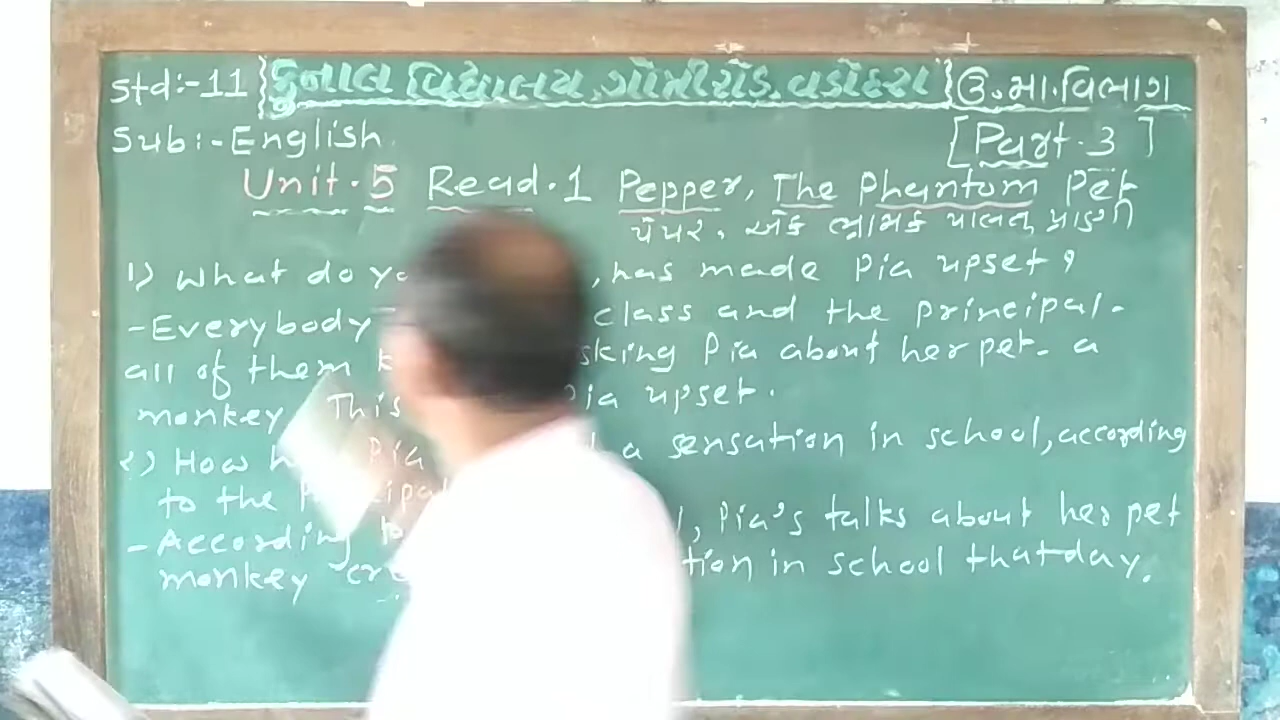 Std:-11 કુનાલ વિદ્યાલય, ગોત્રીરોડ, વડોદરા ઉ.મા.વિભાગ
Sub:-English. [Part-3]
Unit-5 Read.1 Pepper, The Phantom Pet
પેપર, એક ભ્રામક પાલતુ પ્રાણી
1) What do , has made Pia upset?
-Everybody class and the principal-
all of them Pia about her pet- a
monkey. This Pia upset.
2) How Pia a sensation in school, according
to the
-According to , Pia's talks about her pet
monkey in school that day.